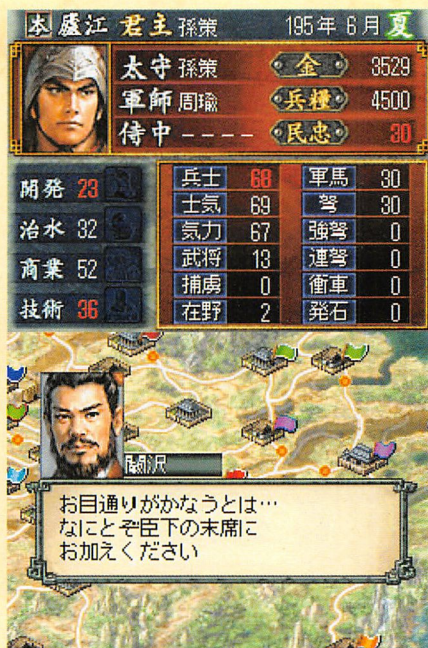 本 廬江 君主 孫策 195年 6月 夏
太守 孫策 金 3529
軍師 周瑜 兵糧 4500
侍中 ---- 民忠 30
開発 23
治水 32
商業 52
技術 36
兵士 68 軍馬 30
士気 69 弩 30
気力 67 強弩 0
武将 13 連弩 0
捕虜 0 衝車 0
在野 2 発石 0
闞沢
お目通りがかなうとは…
なにとぞ臣下の末席に
お加えください